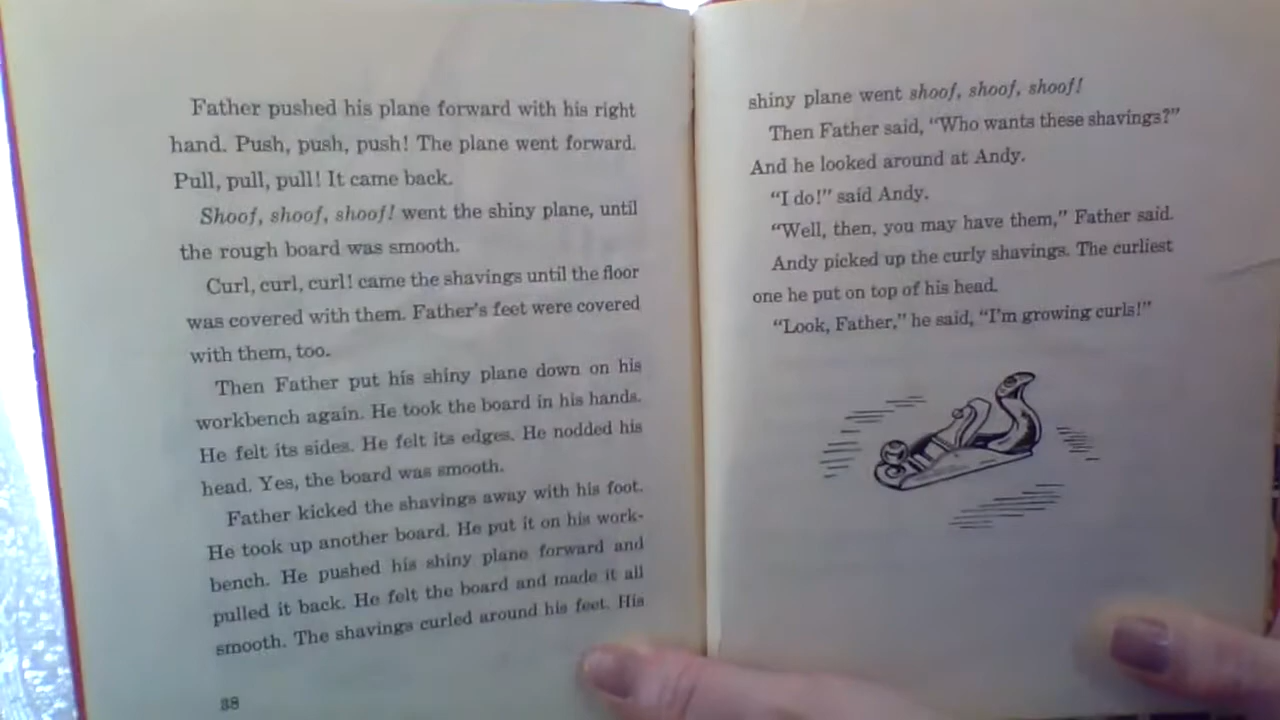 Father pushed his plane forward with his right
hand. Push, push, push! The plane went forward.
Pull, pull, pull! It came back.
Shoof, shoof, shoof! went the shiny plane, until
the rough board was smooth.
Curl, curl, curl! came the shavings until the floor
was covered with them. Father's feet were covered
with them, too.
Then Father put his shiny plane down on his
workbench again. He took the board in his hands.
He felt its sides. He felt its edges. He nodded his
head. Yes, the board was smooth.
Father kicked the shavings away with his foot.
He took up another board. He put it on his work-
bench. He pushed his shiny plane forward and
pulled it back. He felt the board and made it all
smooth. The shavings curled around his feet. His
38
shiny plane went shoof, shoof, shoof!
Then Father said, “Who wants these shavings?”
And he looked around at Andy.
“I do!” said Andy.
“Well, then, you may have them,” Father said.
Andy picked up the curly shavings. The curliest
one he put on top of his head.
“Look, Father,” he said, “I'm growing curls!”